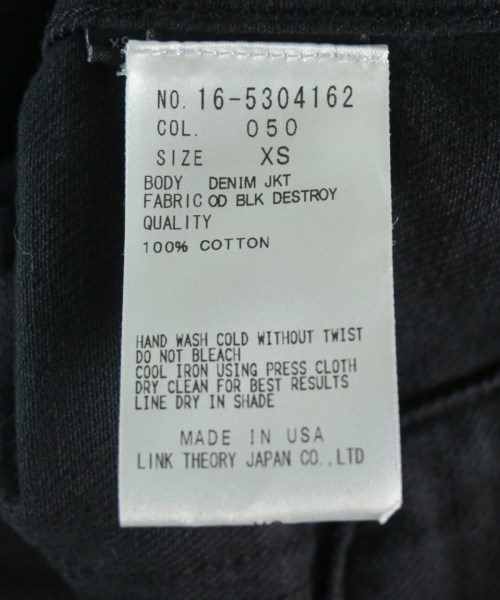 NO. 16-5304162
COL. 050
SIZE XS
BODY DENIM JKT
FABRIC OD BLK DESTROY
QUALITY
100% COTTON
HAND WASH COLD WITHOUT TWIST
DO NOT BLEACH
COOL IRON USING PRESS CLOTH
DRY CLEAN FOR BEST RESULTS
LINE DRY IN SHADE
MADE IN USA
LINK THEORY JAPAN CO.,LTD